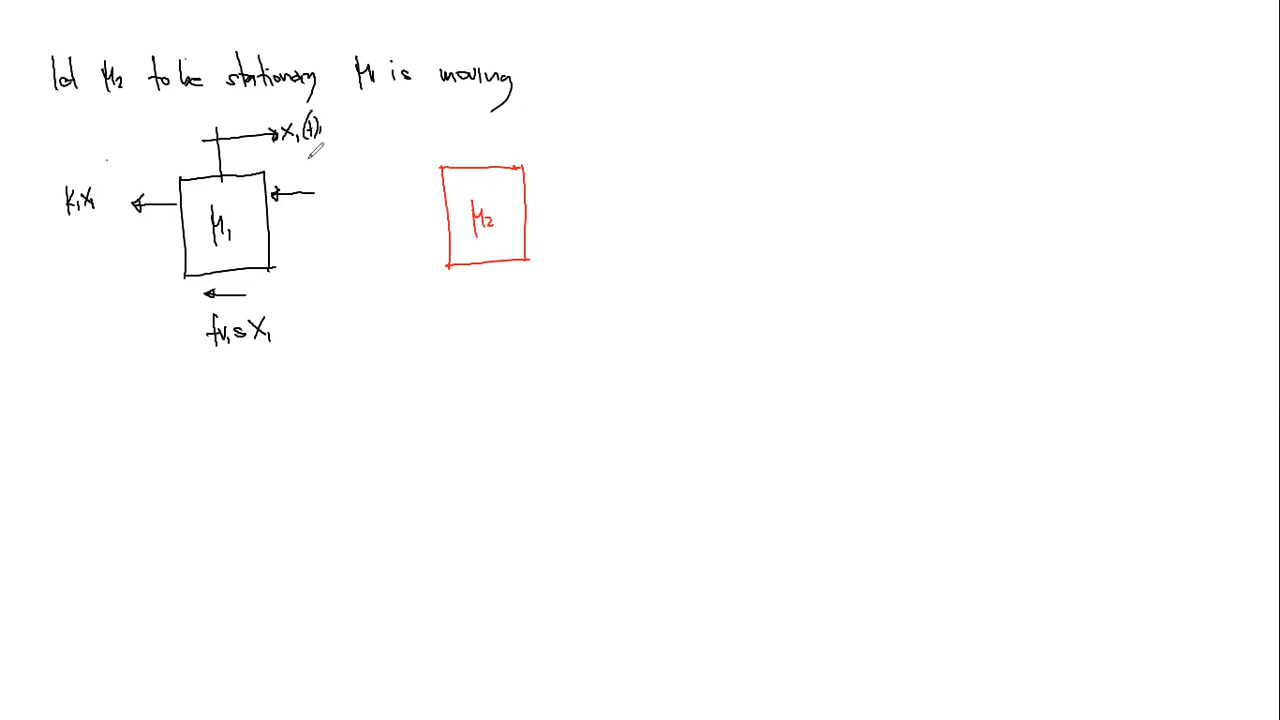 let M2 to be stationary M1 is moving
x1(t)
K1X1
M1
M2
fv1sX1